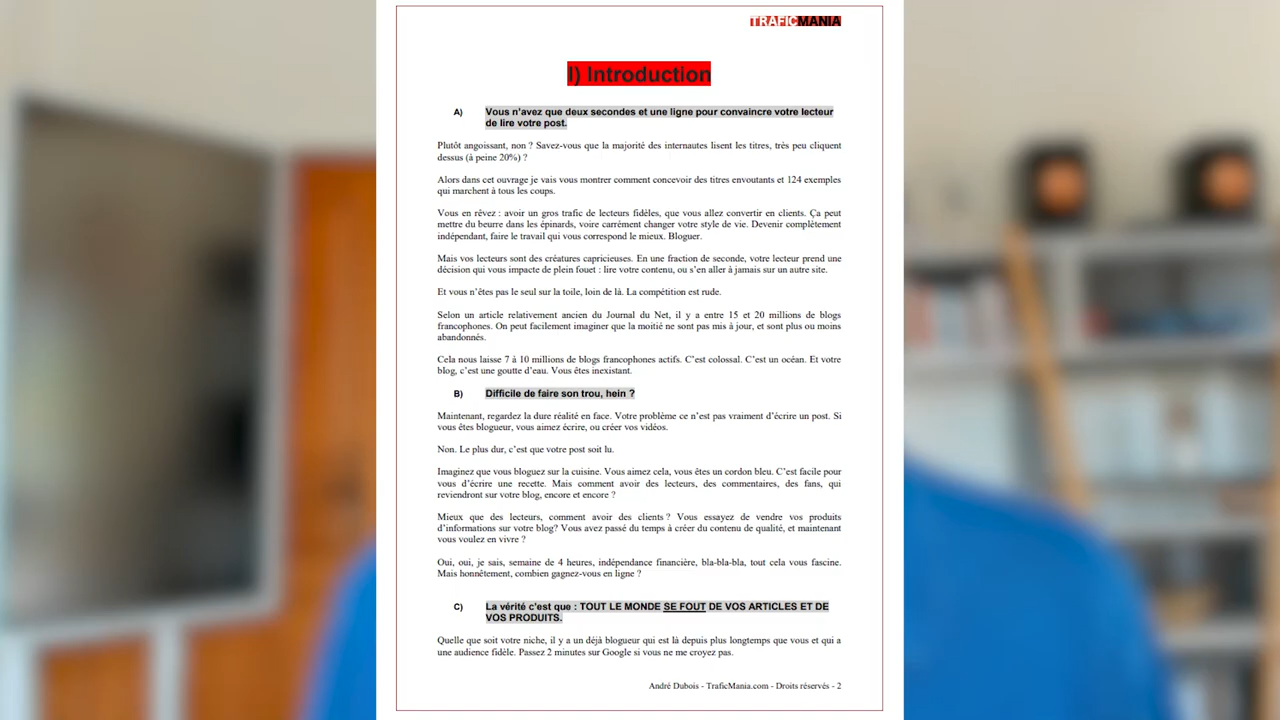 TRAFICMANIA
I) Introduction
A) Vous n'avez que deux secondes et une ligne pour convaincre votre lecteur
de lire votre post.
Plutôt angoissant, non ? Savez-vous que la majorité des internautes lisent les titres, très peu cliquent
dessus (à peine 20%) ?
Alors dans cet ouvrage je vais vous montrer comment concevoir des titres envoutants et 124 exemples
qui marchent à tous les coups.
Vous en rêvez : avoir un gros trafic de lecteurs fidèles, que vous allez convertir en clients. Ça peut
mettre du beurre dans les épinards, voire carrément changer votre style de vie. Devenir complètement
indépendant, faire le travail qui vous correspond le mieux. Bloguer.
Mais vos lecteurs sont des créatures capricieuses. En une fraction de seconde, votre lecteur prend une
décision qui vous impacte de plein fouet : lire votre contenu, ou s'en aller à jamais sur un autre site.
Et vous n'êtes pas le seul sur la toile, loin de là. La compétition est rude.
Selon un article relativement ancien du Journal du Net, il y a entre 15 et 20 millions de blogs
francophones. On peut facilement imaginer que la moitié ne sont pas mis à jour, et sont plus ou moins
abandonnés.
Cela nous laisse 7 à 10 millions de blogs francophones actifs. C'est colossal. C'est un océan. Et votre
blog, c'est une goutte d'eau. Vous êtes inexistant.
B) Difficile de faire son trou, hein ?
Maintenant, regardez la dure réalité en face. Votre problème ce n'est pas vraiment d'écrire un post. Si
vous êtes blogueur, vous aimez écrire, ou créer vos vidéos.
Non. Le plus dur, c'est que votre post soit lu.
Imaginez que vous bloguez sur la cuisine. Vous aimez cela, vous êtes un cordon bleu. C'est facile pour
vous d'écrire une recette. Mais comment avoir des lecteurs, des commentaires, des fans, qui
reviendront sur votre blog, encore et encore ?
Mieux que des lecteurs, comment avoir des clients ? Vous essayez de vendre vos produits
d'informations sur votre blog? Vous avez passé du temps à créer du contenu de qualité, et maintenant
vous voulez en vivre ?
Oui, oui, je sais, semaine de 4 heures, indépendance financière, bla-bla-bla, tout cela vous fascine.
Mais honnêtement, combien gagnez-vous en ligne ?
C) La vérité c'est que : TOUT LE MONDE SE FOUT DE VOS ARTICLES ET DE
VOS PRODUITS.
Quelle que soit votre niche, il y a un déjà blogueur qui est là depuis plus longtemps que vous et qui a
une audience fidèle. Passez 2 minutes sur Google si vous ne me croyez pas.
André Dubois - TraficMania.com - Droits réservés - 2